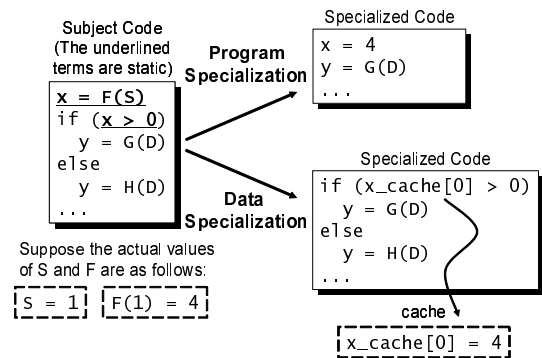 Subject Code
(The underlined
terms are static)
x = F(S)
if (x > 0)
y = G(D)
else
y = H(D)
...
Suppose the actual values
of S and F are as follows:
S = 1
F(1) = 4
Program
Specialization
Specialized Code
x = 4
y = G(D)
...
Data
Specialization
Specialized Code
if (x_cache[0] > 0)
y = G(D)
else
y = H(D)
...
cache
x_cache[0] = 4